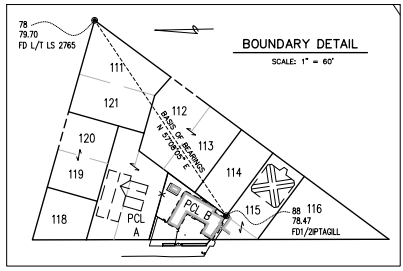 78
79.70
FD L/T LS 2765
BOUNDARY DETAIL
SCALE: 1" = 60'
111
121
112
113
BASIS OF BEARINGS
N 57°08'05" E
120
119
114
118
PCL
A
PCL B
115
116
88
78.47
FD1/2IPTAGILL